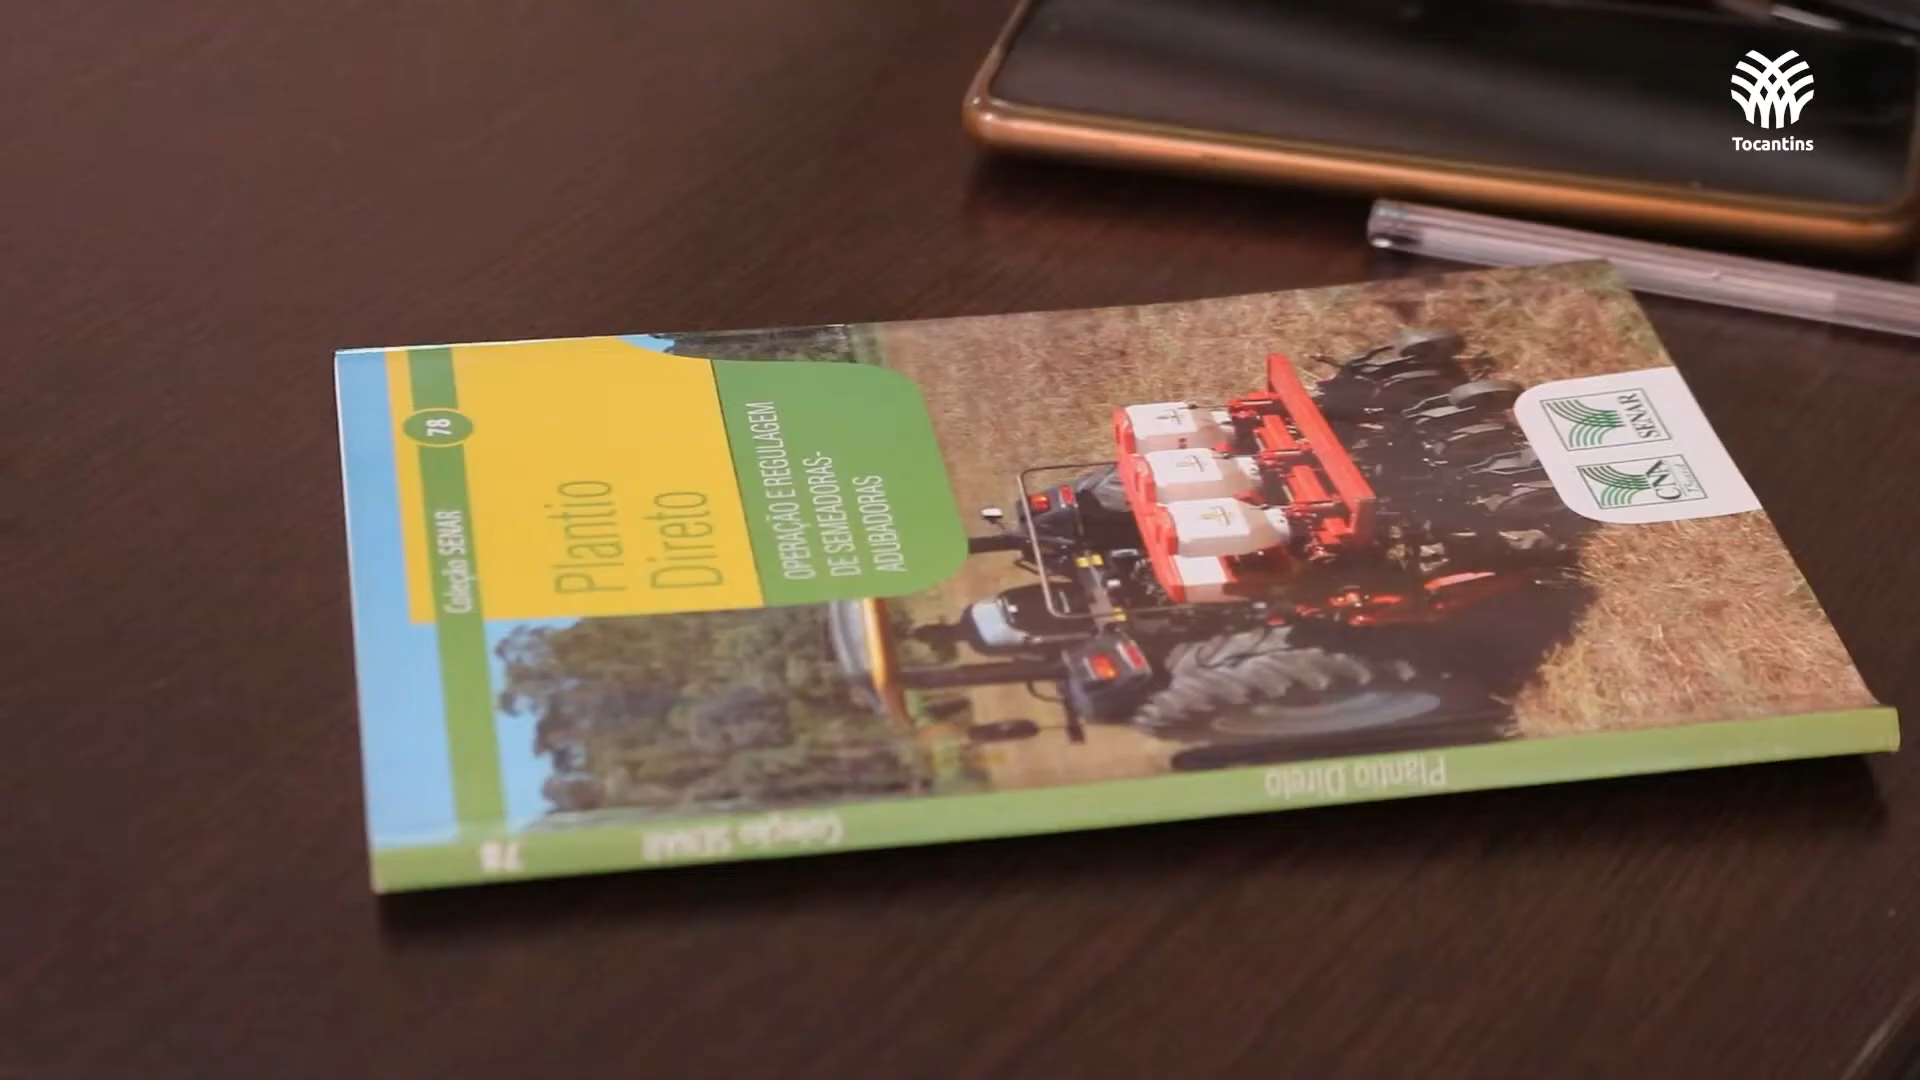 Tocantins
Coleção SENAR
78
Plantio
Direto
OPERAÇÃO E REGULAGEM
DE SEMEADORAS-
ADUBADORAS
CNA
SENAR
78
Coleção SENAR
Plantio Direto